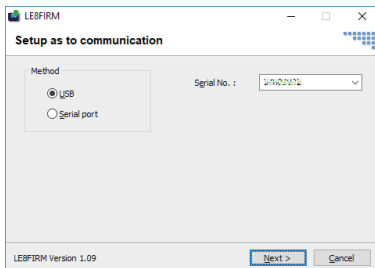 LE8FIRM
Setup as to communication
Method
USB
Serial port
Serial No. :
LE8FIRM Version 1.09
Next >
Cancel